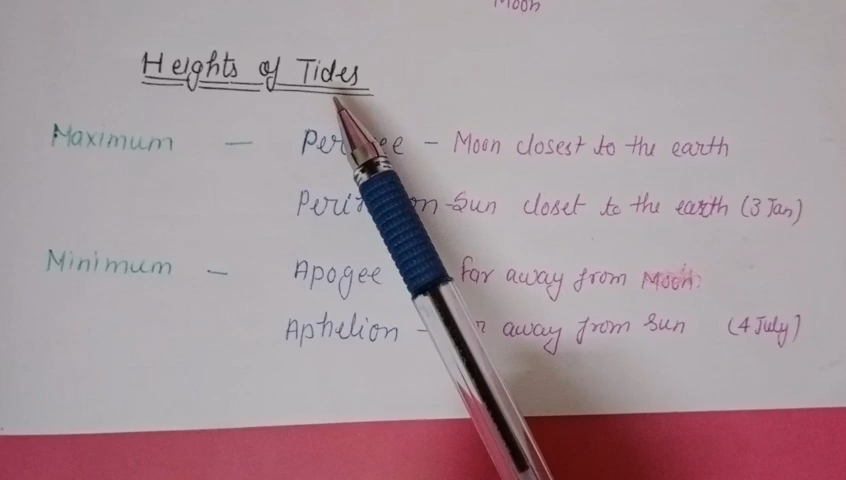 Moon
Heights of Tides
Maximum - - Moon closest to the earth
- Sun closet to the earth (3 Jan)
Minimum - Apogee far away from Moon
Aphelion - away from Sun (4 July)